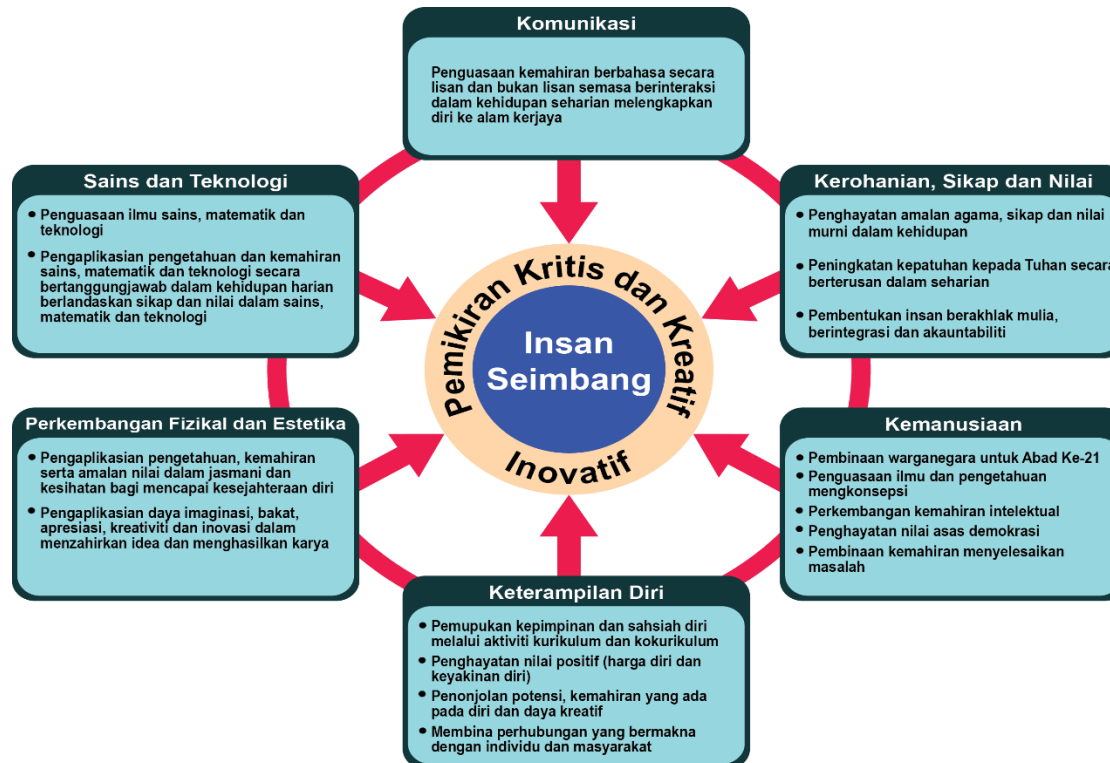 Komunikasi
Penguasaan kemahiran berbahasa secara
lisan dan bukan lisan semasa berinteraksi
dalam kehidupan seharian melengkapkan
diri ke alam kerjaya
Sains dan Teknologi
• Penguasaan ilmu sains, matematik dan
teknologi
• Pengaplikasian pengetahuan dan kemahiran
sains, matematik dan teknologi secara
bertanggungjawab dalam kehidupan harian
berlandaskan sikap dan nilai dalam sains,
matematik dan teknologi
Kerohanian, Sikap dan Nilai
• Penghayatan amalan agama, sikap dan nilai
murni dalam kehidupan
• Peningkatan kepatuhan kepada Tuhan secara
berterusan dalam seharian
• Pembentukan insan berakhlak mulia,
berintegrasi dan akauntabiliti
Pemikiran Kritis dan Kreatif
Insan
Seimbang
Inovatif
Perkembangan Fizikal dan Estetika
• Pengaplikasian pengetahuan, kemahiran
serta amalan nilai dalam jasmani dan
kesihatan bagi mencapai kesejahteraan diri
• Pengaplikasian daya imaginasi, bakat,
apresiasi, kreativiti dan inovasi dalam
menzahirkan idea dan menghasilkan karya
Kemanusiaan
• Pembinaan warganegara untuk Abad Ke-21
• Penguasaan ilmu dan pengetahuan
mengkonsepsi
• Perkembangan kemahiran intelektual
• Penghayatan nilai asas demokrasi
• Pembinaan kemahiran menyelesaikan
masalah
Keterampilan Diri
• Pemupukan kepimpinan dan sahsiah diri
melalui aktiviti kurikulum dan kokurikulum
• Penghayatan nilai positif (harga diri dan
keyakinan diri)
• Penonjolan potensi, kemahiran yang ada
pada diri dan daya kreatif
• Membina perhubungan yang bermakna
dengan individu dan masyarakat